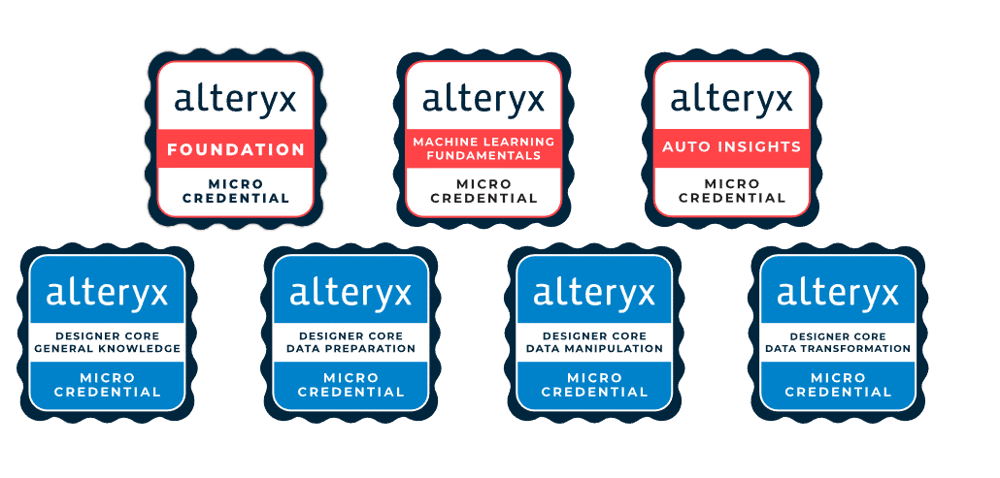 alteryx
FOUNDATION
MICRO
CREDENTIAL
alteryx
MACHINE LEARNING
FUNDAMENTALS
MICRO
CREDENTIAL
alteryx
AUTO INSIGHTS
MICRO
CREDENTIAL
alteryx
DESIGNER CORE
GENERAL KNOWLEDGE
MICRO
CREDENTIAL
alteryx
DESIGNER CORE
DATA PREPARATION
MICRO
CREDENTIAL
alteryx
DESIGNER CORE
DATA MANIPULATION
MICRO
CREDENTIAL
alteryx
DESIGNER CORE
DATA TRANSFORMATION
MICRO
CREDENTIAL